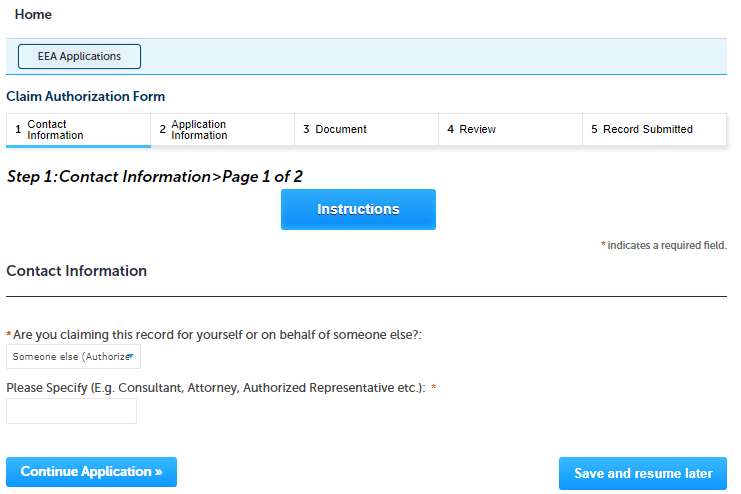 Home
EEA Applications
Claim Authorization Form
1 Contact Information
2 Application Information
3 Document
4 Review
5 Record Submitted
Step 1:Contact Information>Page 1 of 2
Instructions
* indicates a required field.
Contact Information
* Are you claiming this record for yourself or on behalf of someone else?:
Someone else (Authorize
Please Specify (E.g. Consultant, Attorney, Authorized Representative etc.): *
Continue Application »
Save and resume later